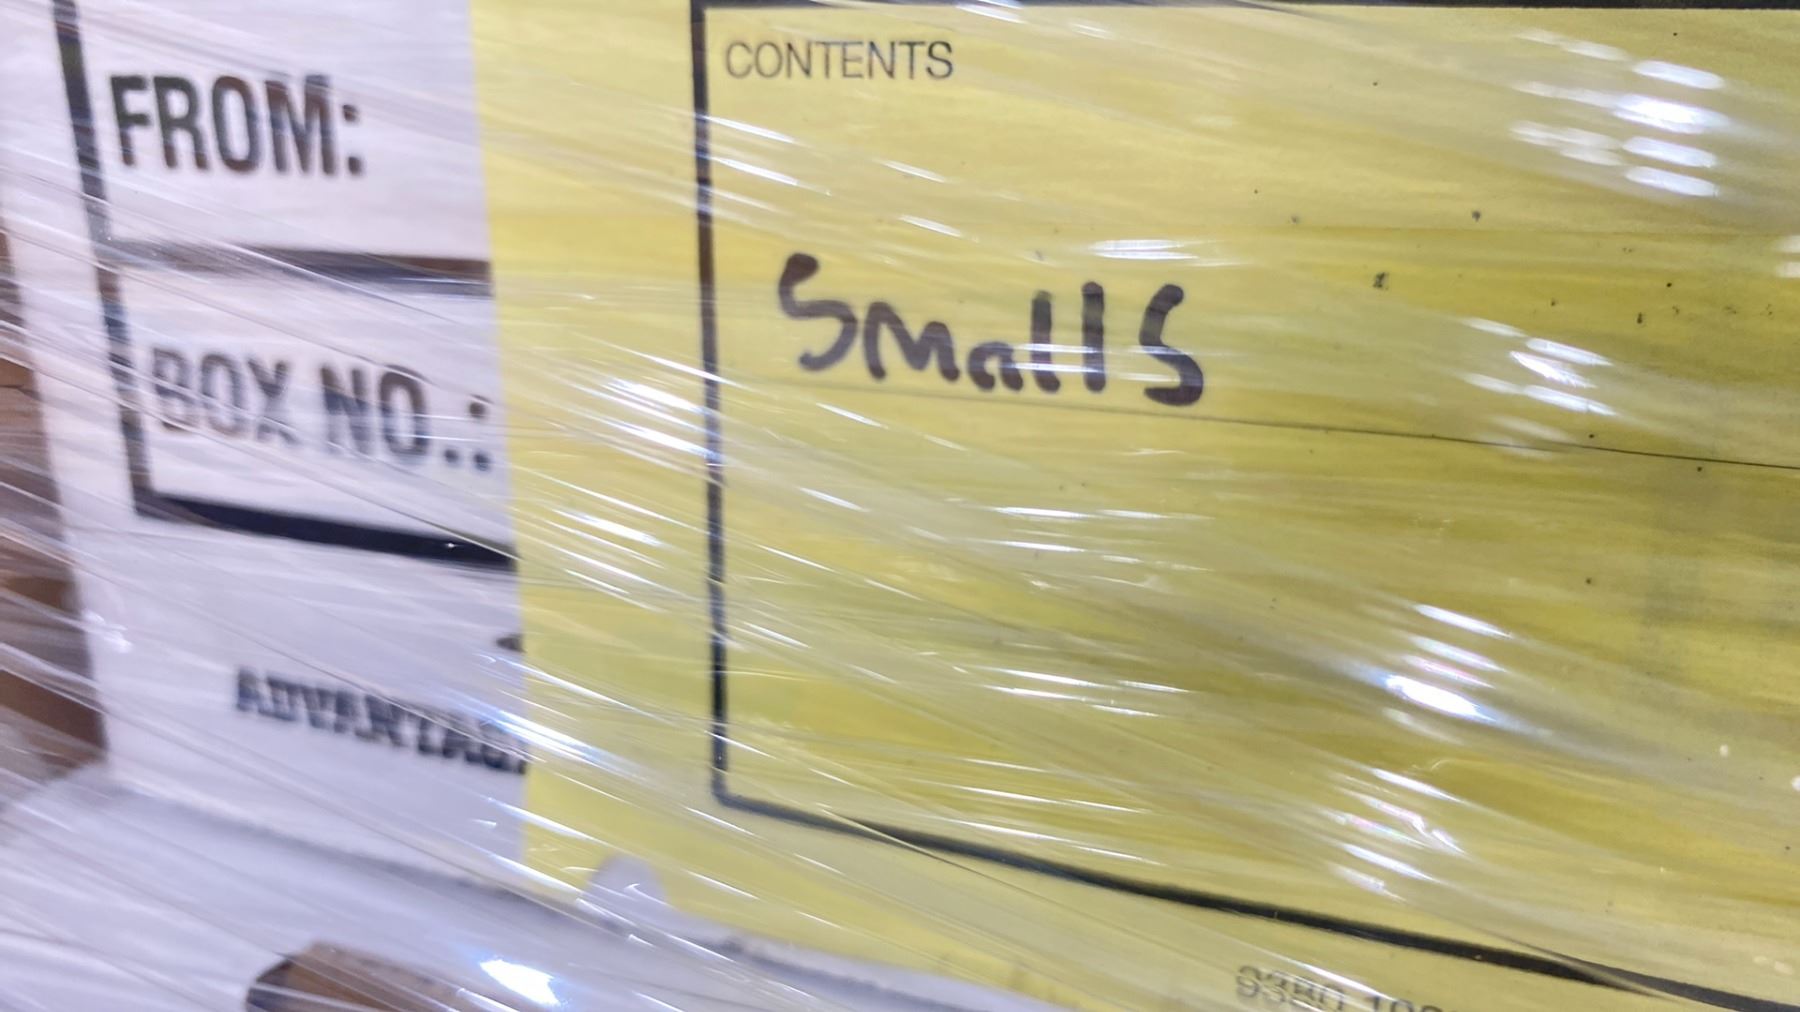 FROM:
BOX NO.:
CONTENTS
Smalls